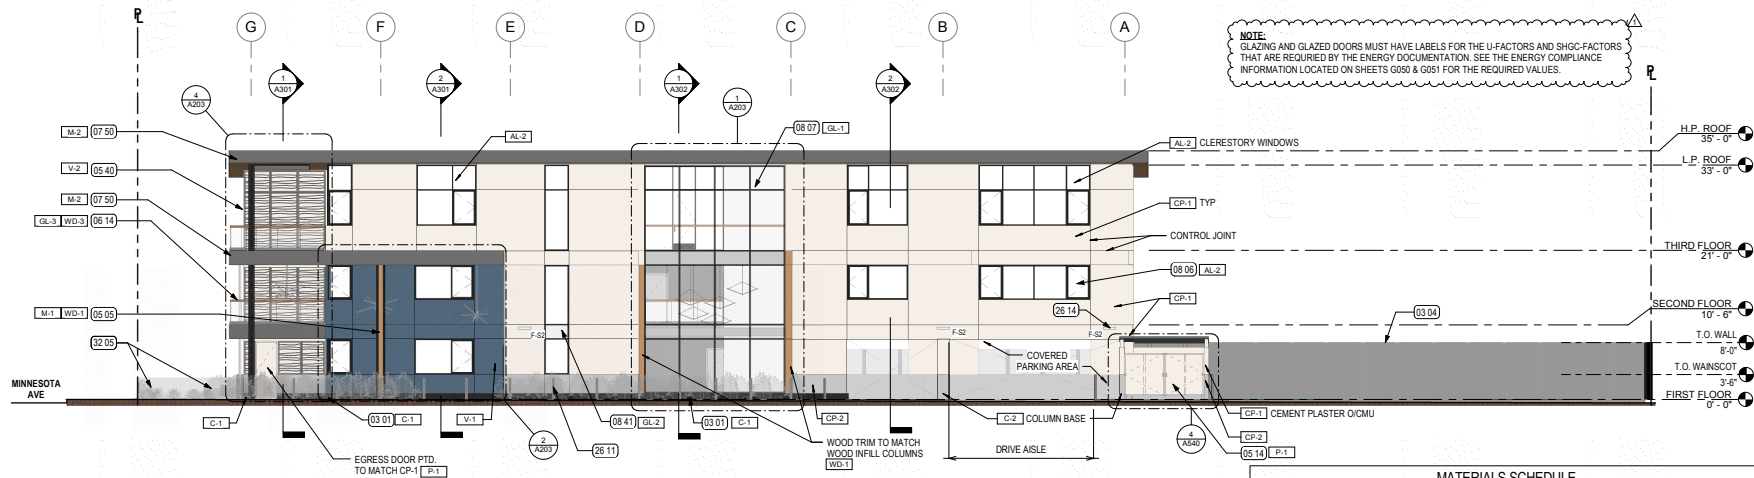 PL
G
F
E
D
C
B
A
NOTE:
GLAZING AND GLAZED DOORS MUST HAVE LABELS FOR THE U-FACTORS AND SHGC-FACTORS
THAT ARE REQURIED BY THE ENERGY DOCUMENTATION. SEE THE ENERGY COMPLIANCE
INFORMATION LOCATED ON SHEETS G050 & G051 FOR THE REQUIRED VALUES.
1
PL
1
A301
2
A301
1
A302
2
A302
4
A203
1
A203
M-2 07 50
AL-2
08 07 GL-1
AL-2 CLERESTORY WINDOWS
H.P. ROOF
35' - 0"
L.P. ROOF
33' - 0"
V-2 05 40
M-2 07 50
GL-3 WD-3 06 14
CP-1 TYP
CONTROL JOINT
THIRD FLOOR
21' - 0"
08 06 AL-2
CP-1
M-1 WD-1 05 05
26 14
SECOND FLOOR
10' - 6"
F-S2
F-S2
F-S2
03 04
32 05
T.O. WALL
8'-0"
COVERED
PARKING AREA
T.O. WAINSCOT
3'-6"
MINNESOTA
AVE
FIRST FLOOR
0' - 0"
C-1
03 01 C-1
V-1
08 41 GL-2
03 01 C-1
CP-2
C-2 COLUMN BASE
CP-1 CEMENT PLASTER O/CMU
CP-2
05 14 P-1
2
A203
26 11
WOOD TRIM TO MATCH
WOOD INFILL COLUMNS
WD-1
DRIVE AISLE
4
A540
EGRESS DOOR PTD.
TO MATCH CP-1 P-1
MATERIALS SCHEDULE